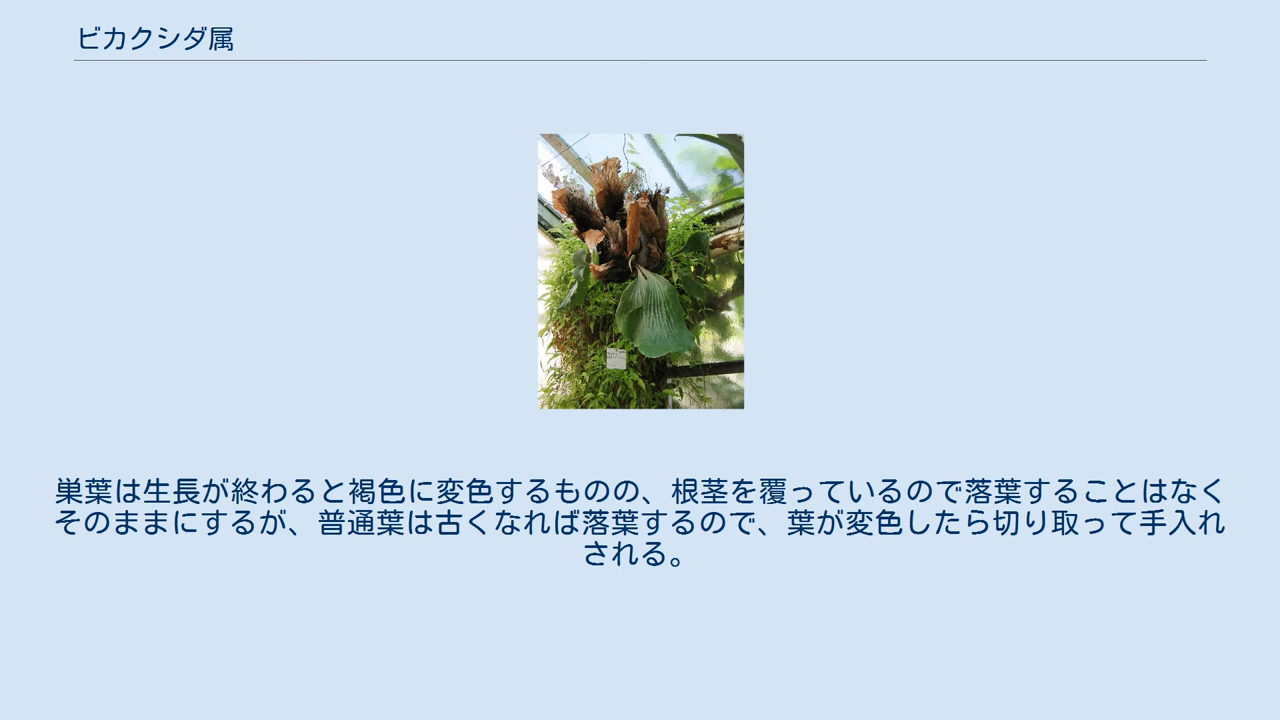 ビカクシダ属
巣葉は生長が終わると褐色に変色するものの、根茎を覆っているので落葉することはなく
そのままにするが、普通葉は古くなれば落葉するので、葉が変色したら切り取って手入れ
される。